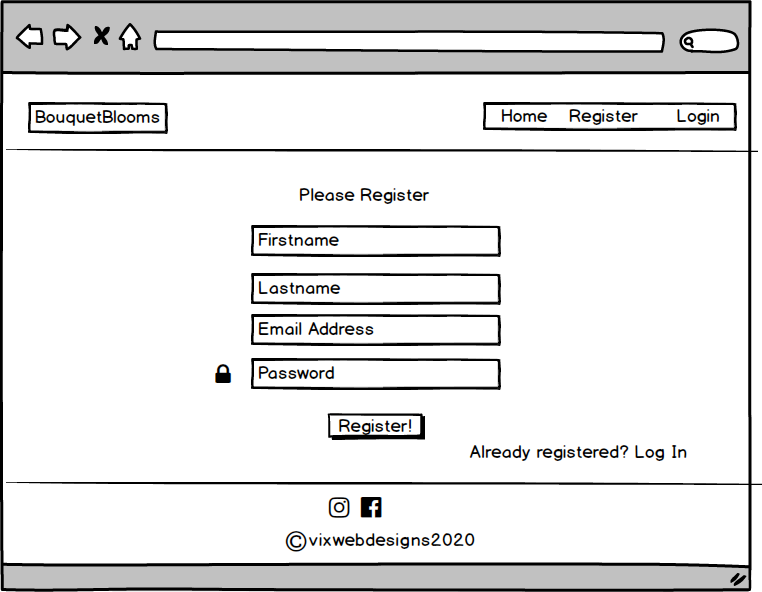 BouquetBlooms
Home Register Login
Please Register
Firstname
Lastname
Email Address
Password
Register!
Already registered? Log In
©vixwebdesigns2020